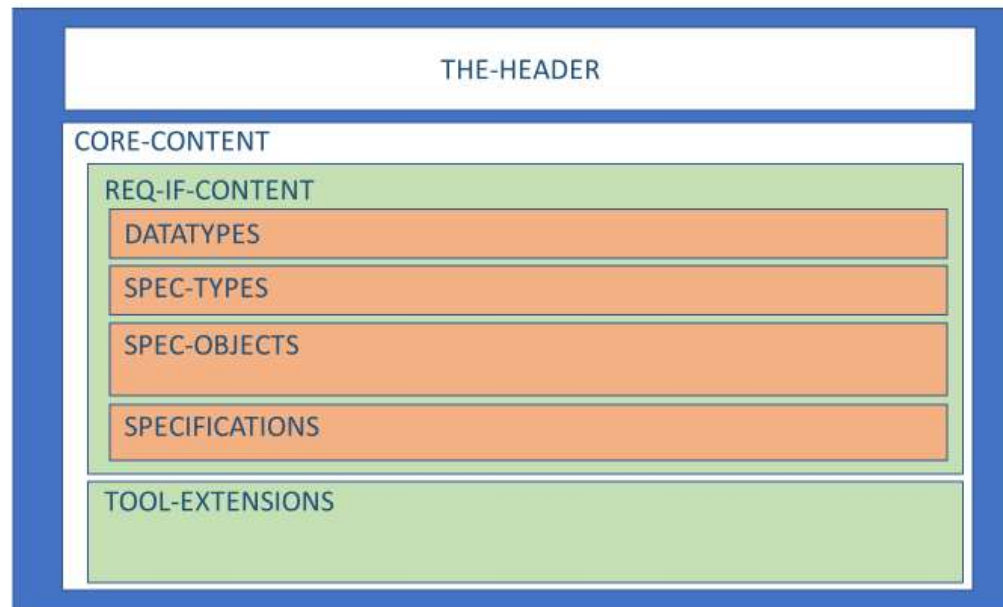 THE-HEADER
CORE-CONTENT
REQ-IF-CONTENT
DATATYPES
SPEC-TYPES
SPEC-OBJECTS
SPECIFICATIONS
TOOL-EXTENSIONS